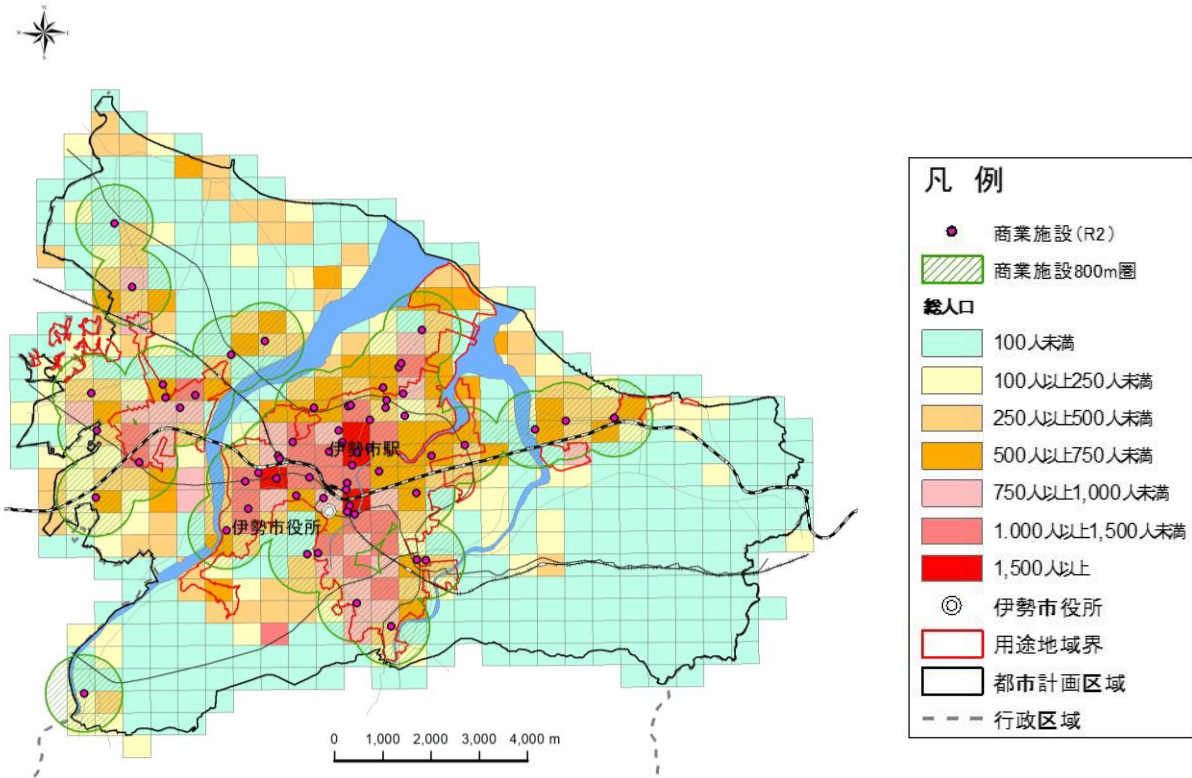 N
W
E
S
伊勢市駅
伊勢市役所
0 1,000 2,000 3,000 4,000 m
凡 例
商業施設(R2)
商業施設800m圏
総人口
100人未満
100人以上250人未満
250人以上500人未満
500人以上750人未満
750人以上1,000人未満
1.000人以上1,500人未満
1,500人以上
伊勢市役所
用途地域界
都市計画区域
行政区域